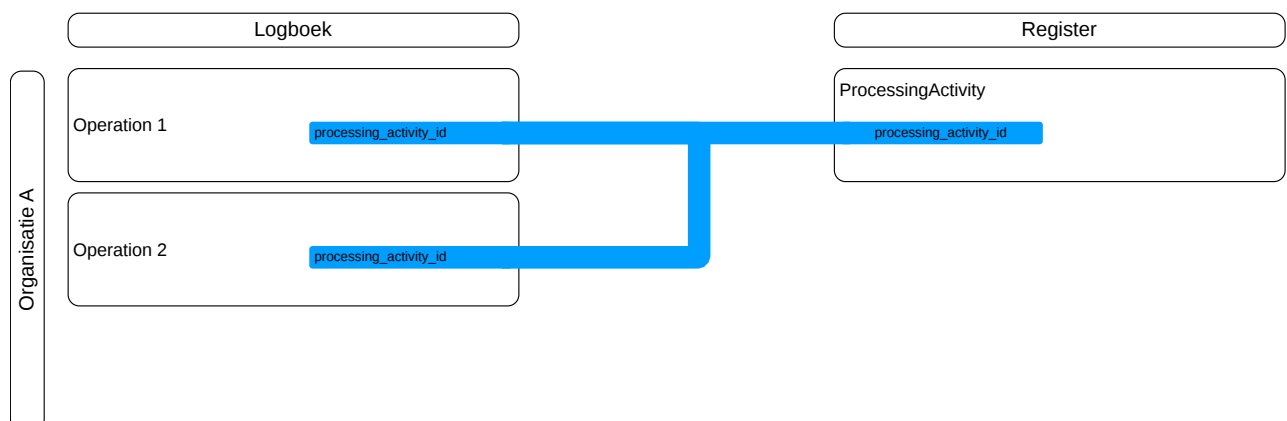 Logboek
Register
Organisatie A
Operation 1
processing_activity_id
ProcessingActivity
processing_activity_id
Operation 2
processing_activity_id